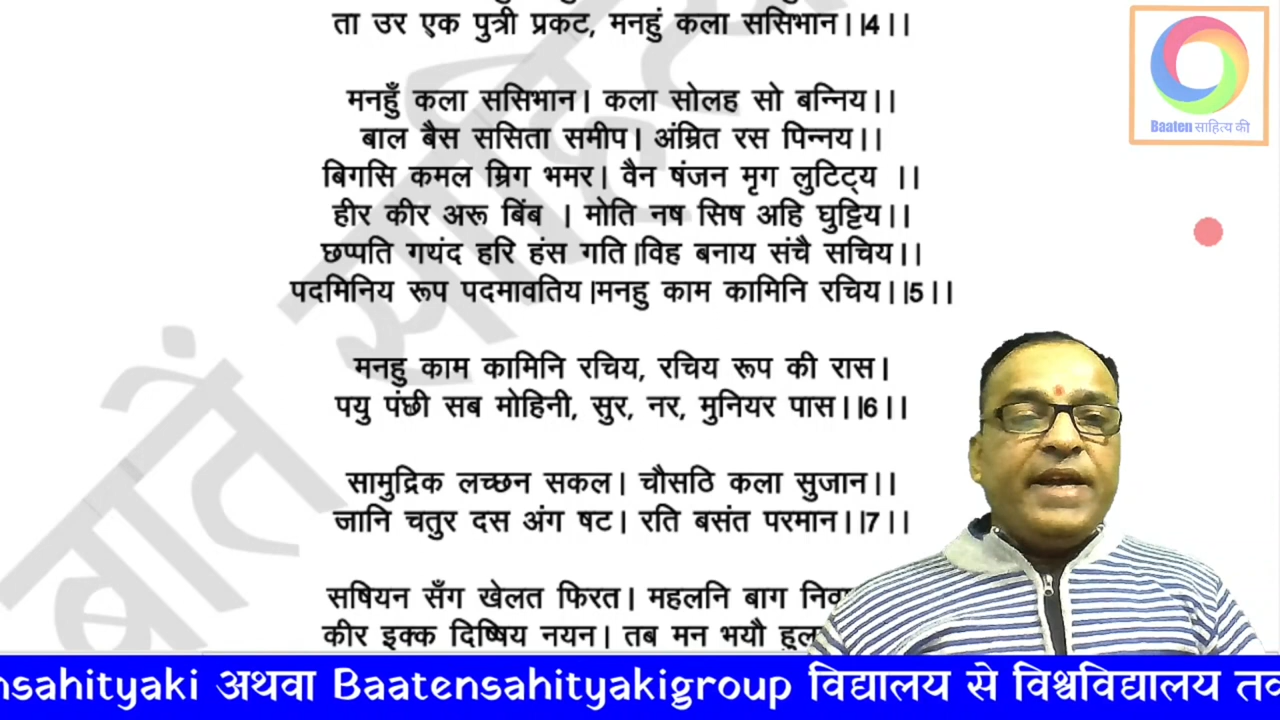 ता उर एक पुत्री प्रकट, मनहुं कला ससिभान।।4।।
मनहुँ कला ससिभान। कला सोलह सो बन्निय।।
बाल बैस ससिता समीप। अंम्रित रस पिन्नय।।
बिगसि कमल म्रिग भमर। वैन षंजन मृग लुटिट्य ।।
हीर कीर अरू बिंब । मोति नष सिष अहि घुट्टिय।।
छप्पति गयंद हरि हंस गति।विह बनाय संचै सचिय।।
पदमिनिय रूप पदमावतिय।मनहु काम कामिनि रचिय।।5।।
मनहु काम कामिनि रचिय, रचिय रूप की रास।
पयु पंछी सब मोहिनी, सुर, नर, मुनियर पास।।6।।
सामुद्रिक लच्छन सकल। चौसठि कला सुजान।।
जानि चतुर दस अंग षट। रति बसंत परमान।।7।।
सषियन सँग खेलत फिरत। महलनि बाग
कीर इक्क दिष्षिय नयन। तब मन भयौ
बातें साहित्य
Baaten साहित्य की
nsahityaki अथवा Baatensahityakigroup विद्यालय से विश्वविद्यालय